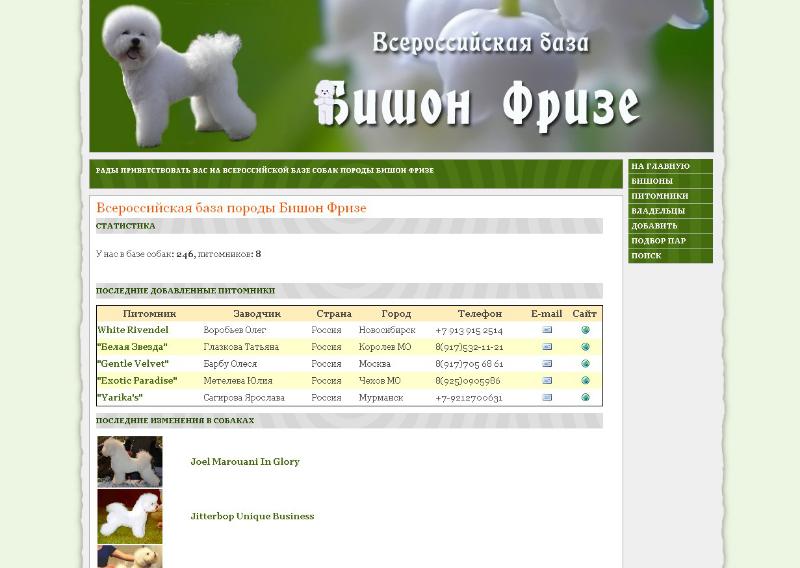 Всероссийская база
Бишон Фризе
РАДЫ ПРИВЕТСТВОВАТЬ ВАС НА ВСЕРОССИЙСКОЙ БАЗЕ СОБАК ПОРОДЫ БИШОН ФРИЗЕ
НА ГЛАВНУЮ
БИШОНЫ
ПИТОМНИКИ
ВЛАДЕЛЬЦЫ
ДОБАВИТЬ
ПОДБОР ПАР
ПОИСК
Всероссийская база породы Бишон Фризе
СТАТИСТИКА
У нас в базе собак: 246, питомников: 8
ПОСЛЕДНИЕ ДОБАВЛЕННЫЕ ПИТОМНИКИ
Питомник Заводчик Страна Город Телефон E-mail Сайт
White Rivendel Воробьев Олег Россия Новосибирск +7 913 915 2514
"Белая Звезда" Глазкова Татьяна Россия Королев МО 8(917)532-11-21
"Gentle Velvet" Барбу Олеся Россия Москва 8(917)705 68 61
"Exotic Paradise" Метелева Юлия Россия Чехов МО 8(925)0905986
"Yarika's" Сагирова Ярослава Россия Мурманск +7-9212700631
ПОСЛЕДНИЕ ИЗМЕНЕНИЯ В СОБАКАХ
Joel Marouani In Glory
Jitterbop Unique Business